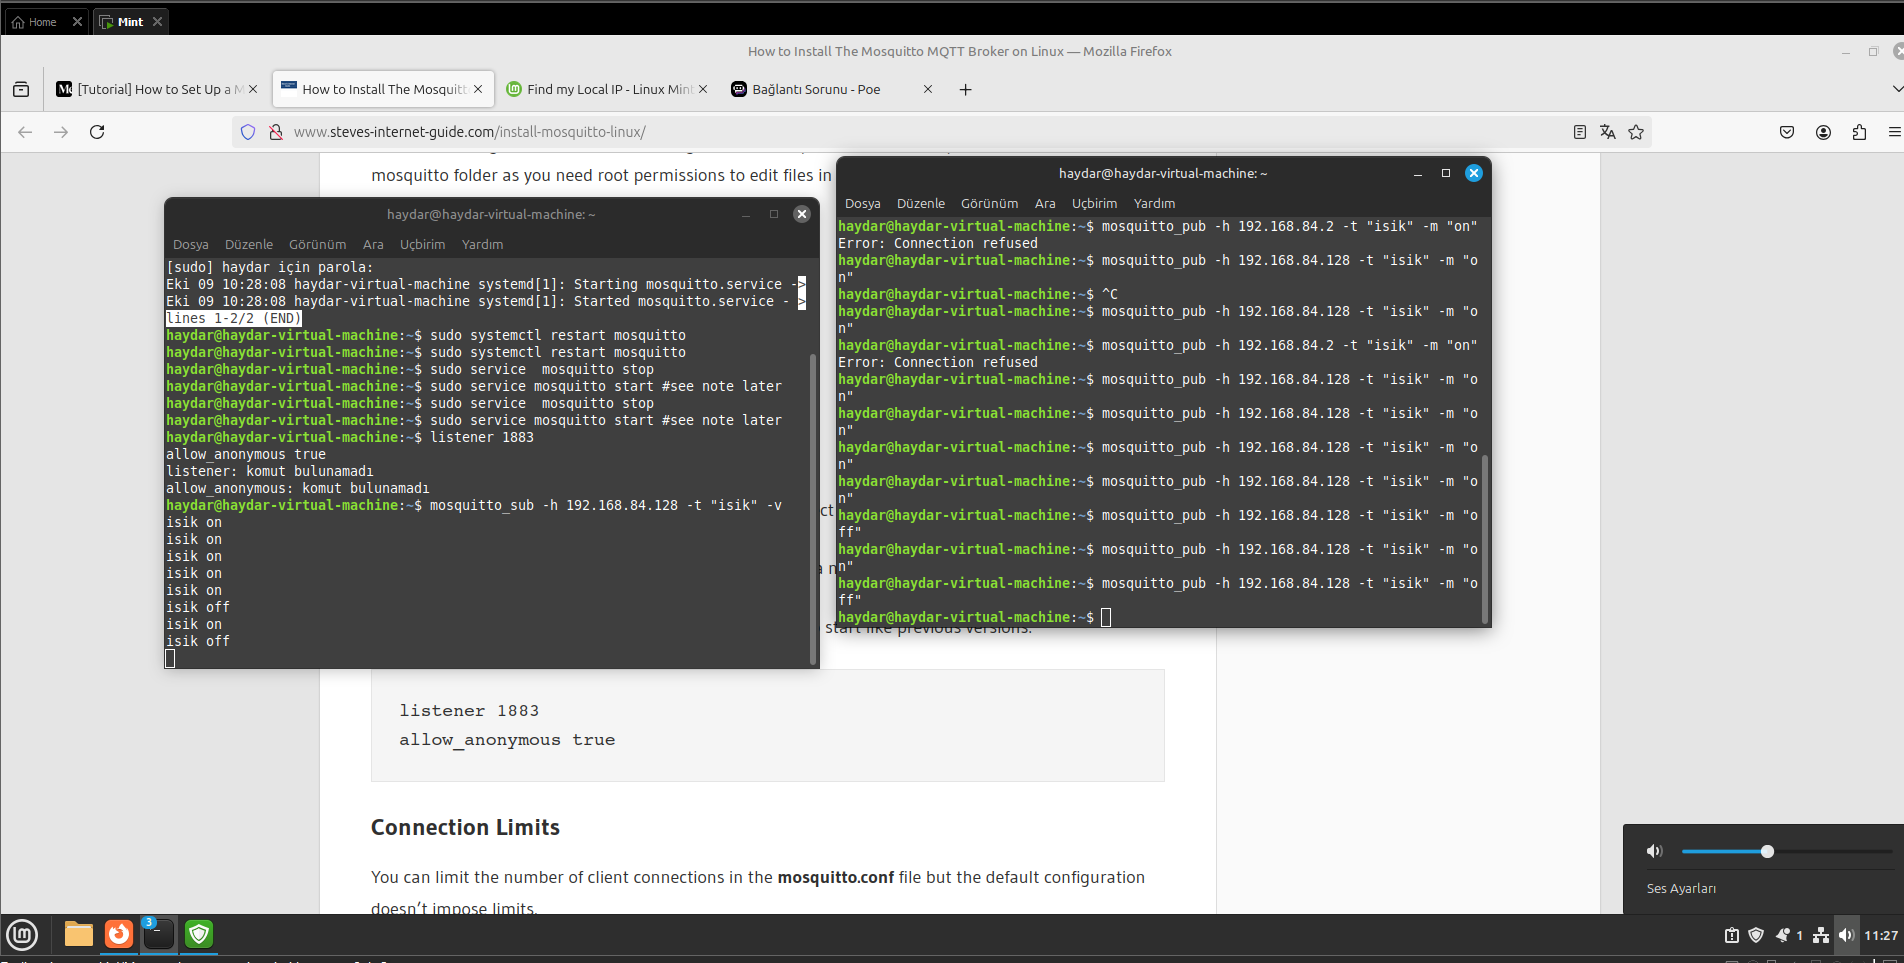 Home
Mint
How to Install The Mosquitto MQTT Broker on Linux — Mozilla Firefox
[Tutorial] How to Set Up a M
How to Install The Mosquitt
Find my Local IP - Linux Mint
Bağlantı Sorunu - Poe
www.steves-internet-guide.com/install-mosquitto-linux/
mosquitto folder as you need root permissions to edit files in
haydar@haydar-virtual-machine: ~
Dosya Düzenle Görünüm Ara Uçbirim Yardım
[sudo] haydar için parola:
Eki 09 10:28:08 haydar-virtual-machine systemd[1]: Starting mosquitto.service ->
Eki 09 10:28:08 haydar-virtual-machine systemd[1]: Started mosquitto.service - >
lines 1-2/2 (END)
haydar@haydar-virtual-machine:~$ sudo systemctl restart mosquitto
haydar@haydar-virtual-machine:~$ sudo systemctl restart mosquitto
haydar@haydar-virtual-machine:~$ sudo service  mosquitto stop
haydar@haydar-virtual-machine:~$ sudo service mosquitto start #see note later
haydar@haydar-virtual-machine:~$ sudo service  mosquitto stop
haydar@haydar-virtual-machine:~$ sudo service mosquitto start #see note later
haydar@haydar-virtual-machine:~$ listener 1883
allow_anonymous true
listener: komut bulunamadı
allow_anonymous: komut bulunamadı
haydar@haydar-virtual-machine:~$ mosquitto_sub -h 192.168.84.128 -t "isik" -v
isik on
isik on
isik on
isik on
isik on
isik off
isik on
isik off
haydar@haydar-virtual-machine: ~
Dosya Düzenle Görünüm Ara Uçbirim Yardım
haydar@haydar-virtual-machine:~$ mosquitto_pub -h 192.168.84.2 -t "isik" -m "on"
Error: Connection refused
haydar@haydar-virtual-machine:~$ mosquitto_pub -h 192.168.84.128 -t "isik" -m "o
n"
haydar@haydar-virtual-machine:~$ ^C
haydar@haydar-virtual-machine:~$ mosquitto_pub -h 192.168.84.128 -t "isik" -m "o
n"
haydar@haydar-virtual-machine:~$ mosquitto_pub -h 192.168.84.2 -t "isik" -m "on"
Error: Connection refused
haydar@haydar-virtual-machine:~$ mosquitto_pub -h 192.168.84.128 -t "isik" -m "o
n"
haydar@haydar-virtual-machine:~$ mosquitto_pub -h 192.168.84.128 -t "isik" -m "o
n"
haydar@haydar-virtual-machine:~$ mosquitto_pub -h 192.168.84.128 -t "isik" -m "o
n"
haydar@haydar-virtual-machine:~$ mosquitto_pub -h 192.168.84.128 -t "isik" -m "o
n"
haydar@haydar-virtual-machine:~$ mosquitto_pub -h 192.168.84.128 -t "isik" -m "o
ff"
haydar@haydar-virtual-machine:~$ mosquitto_pub -h 192.168.84.128 -t "isik" -m "o
n"
haydar@haydar-virtual-machine:~$ mosquitto_pub -h 192.168.84.128 -t "isik" -m "o
ff"
haydar@haydar-virtual-machine:~$
ct
a n
start like previous versions.
listener 1883
allow_anonymous true
Connection Limits
You can limit the number of client connections in the mosquitto.conf file but the default configuration
doesn't impose limits.
Ses Ayarları
3
1
11:27